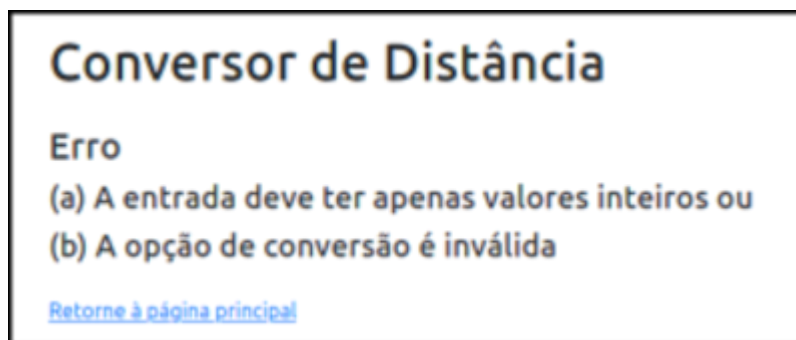 Conversor de Distância
Erro
(a) A entrada deve ter apenas valores inteiros ou
(b) A opção de conversão é inválida
Retorne à página principal